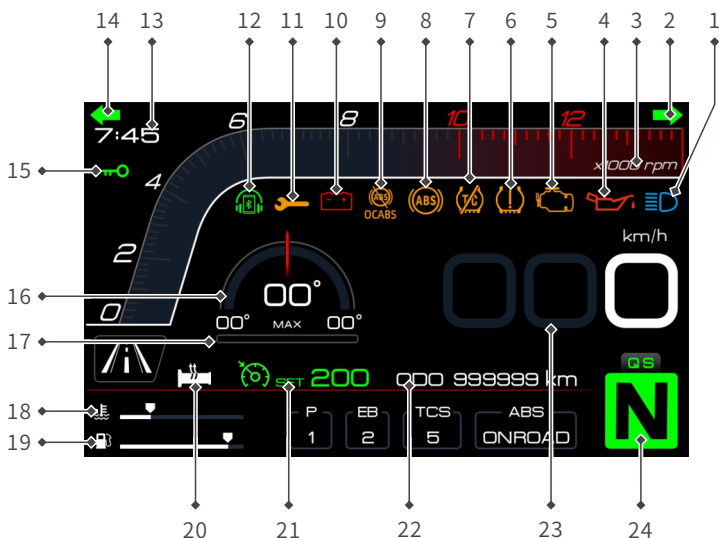 14 13 12 11 10 9 8 7 6 5 4 3 2 1
6 8 10 12
7:45
x1000 rpm
15
4
ABS T/C !
ABS
OCABS
km/h
2
00°
16
0
00° MAX 00°
0
17
QS
SET 200 ODO 999999 km
N
18
P EB TCS ABS
1 2 5 ONROAD
19
20 21 22 23 24